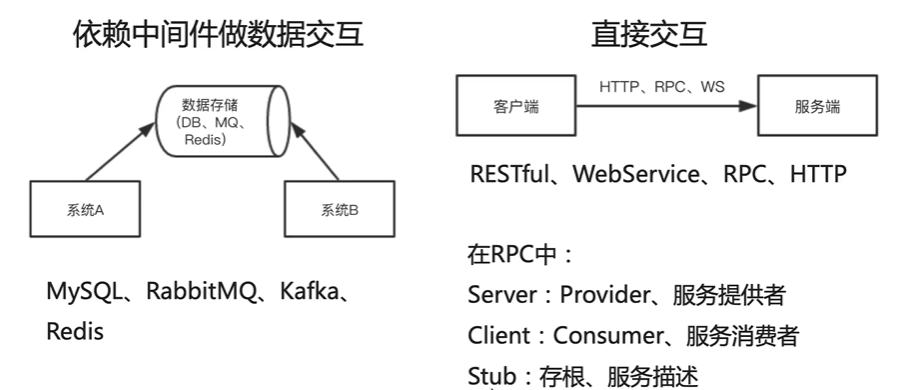 依赖中间件做数据交互
数据存储
（DB、MQ、
Redis）
系统A
系统B
MySQL、RabbitMQ、Kafka、
Redis
直接交互
客户端
HTTP、RPC、WS
服务端
RESTful、WebService、RPC、HTTP
在RPC中：
Server：Provider、服务提供者
Client：Consumer、服务消费者
Stub：存根、服务描述